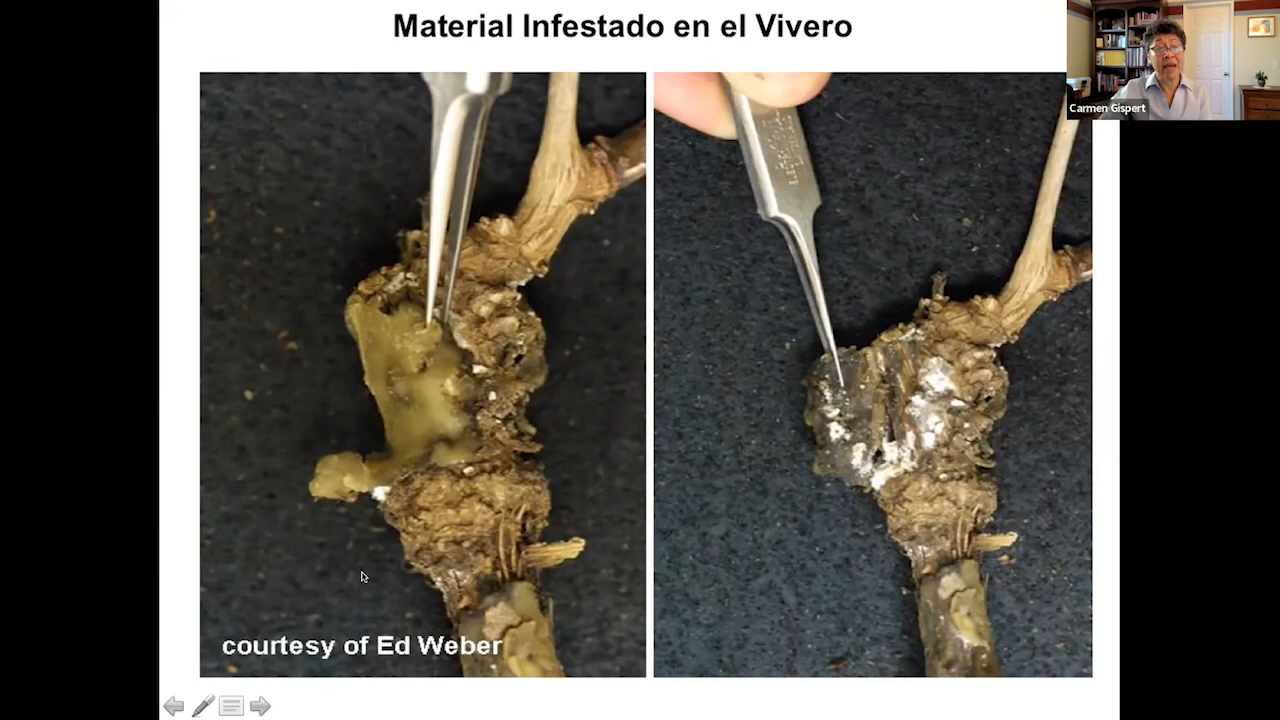 Material Infestado en el Vivero
Carmen Gispert
courtesy of Ed Weber